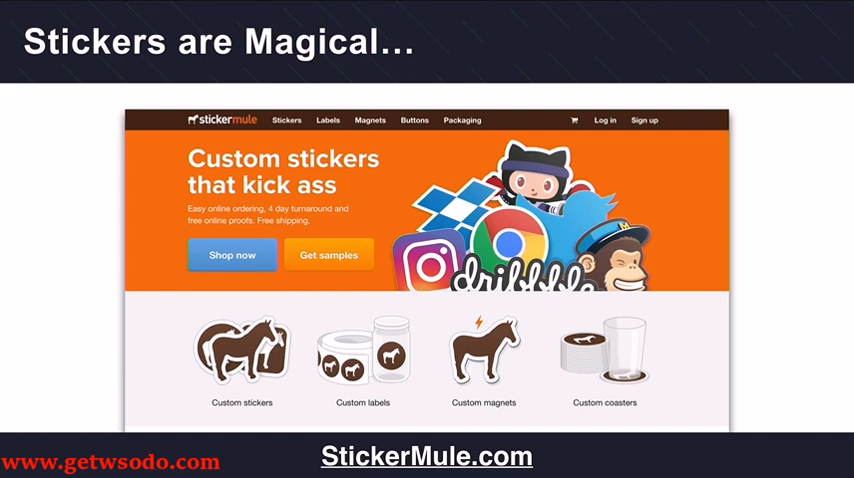 Stickers are Magical...
stickermule Stickers Labels Magnets Buttons Packaging Log in Sign up
Custom stickers
that kick ass
Easy online ordering, 4 day turnaround and
free online proofs. Free shipping.
Shop now Get samples
dribbble
Custom stickers Custom labels Custom magnets Custom coasters
www.getwsodo.com
StickerMule.com